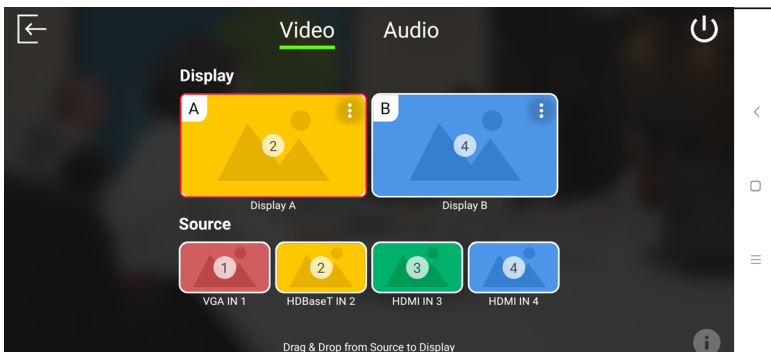 Video Audio
Display
A
B
2
4
Display A
Display B
Source
1
2
3
4
VGA IN 1
HDBaseT IN 2
HDMI IN 3
HDMI IN 4
Drag & Drop from Source to Display
i